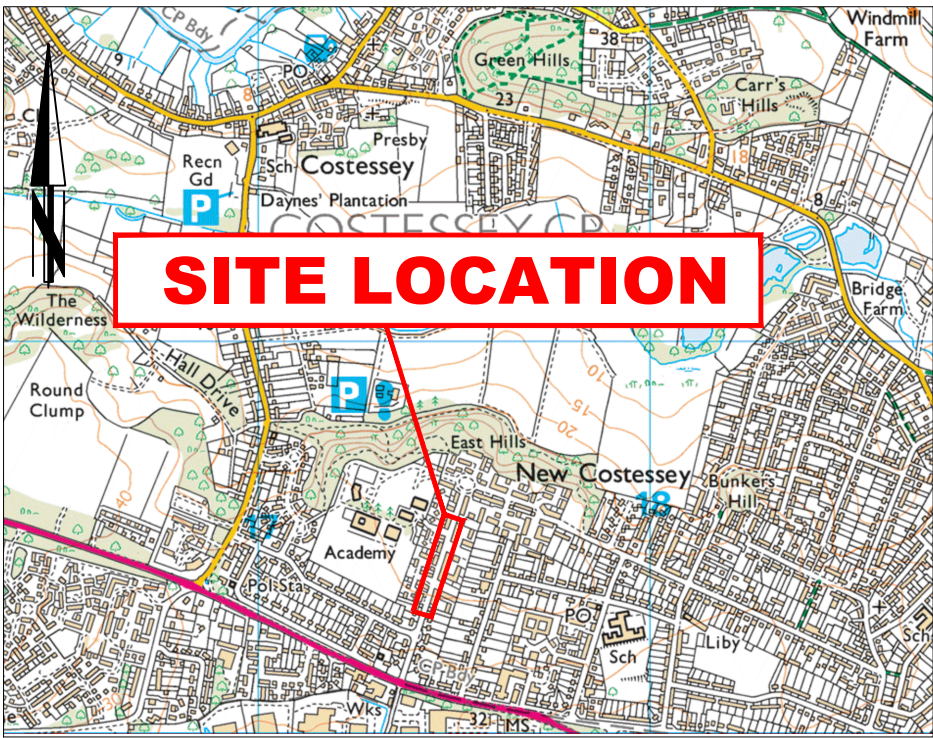 CP Bdy
Windmill
Farm
38
Green Hills
9
PO
8
23
Carr's
Hills
Presby
18
Recn
Gd
Sch
Costessey
P
Daynes' Plantation
8
COSTESSEY CP
SITE LOCATION
N
The
Wilderness
Bridge
Farm
Hall Drive
10
Round
Clump
P
15
20
East Hills
New Costessey
Bunkers
Hill
40
17
18
Academy
Pol Sta
PO
Sch
Liby
Sch
CP Bdy
Wks
32
MS